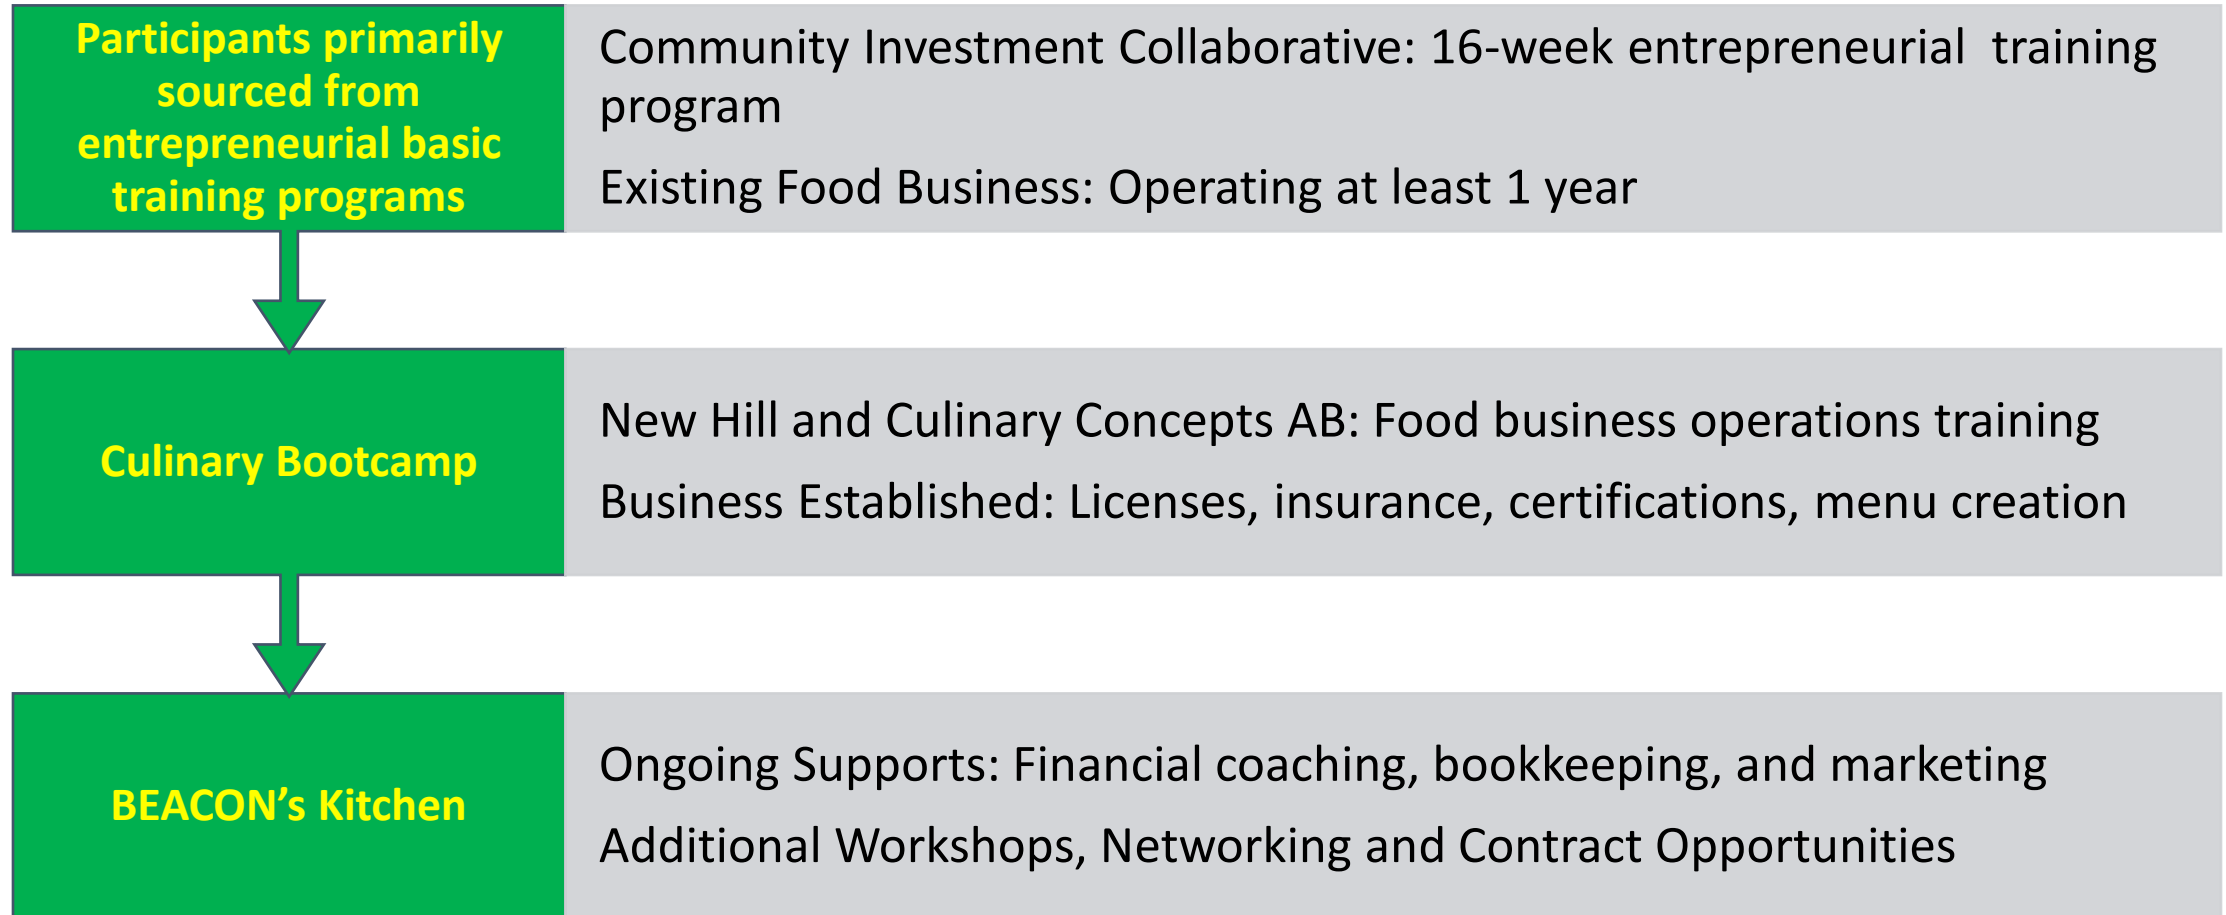 Participants primarily
sourced from
entrepreneurial basic
training programs
Community Investment Collaborative: 16-week entrepreneurial  training
program
Existing Food Business: Operating at least 1 year
Culinary Bootcamp
New Hill and Culinary Concepts AB: Food business operations training
Business Established: Licenses, insurance, certifications, menu creation
BEACON’s Kitchen
Ongoing Supports: Financial coaching, bookkeeping, and marketing
Additional Workshops, Networking and Contract Opportunities